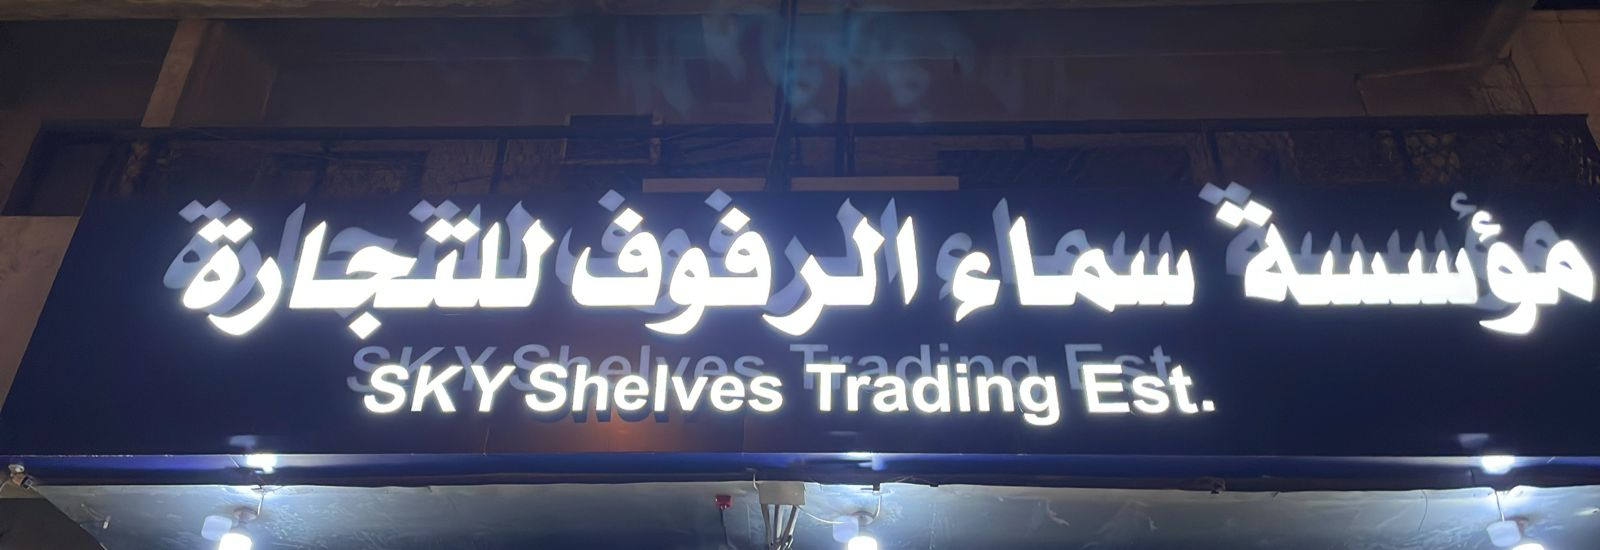 مؤسسة سماء الرفوف للتجارة
SKY Shelves Trading Est.